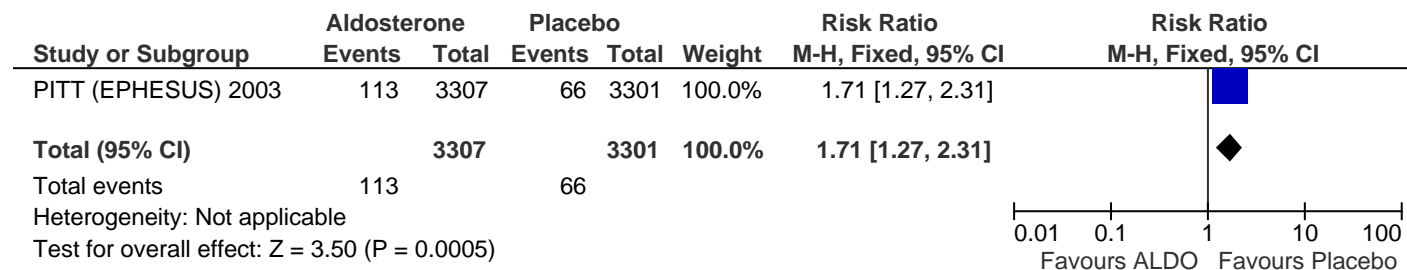 Aldosterone Placebo Risk Ratio Risk Ratio
Study or Subgroup Events Total Events Total Weight M-H, Fixed, 95% CI M-H, Fixed, 95% CI
PITT (EPHESUS) 2003 113 3307 66 3301 100.0% 1.71 [1.27, 2.31]
Total (95% CI) 3307 3301 100.0% 1.71 [1.27, 2.31]
Total events 113 66
Heterogeneity: Not applicable
Test for overall effect: Z = 3.50 (P = 0.0005)
0.01 0.1 1 10 100
Favours ALDO Favours Placebo